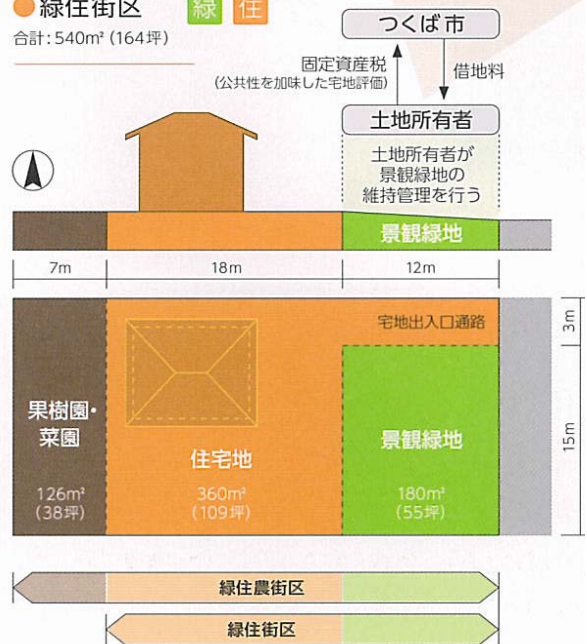 緑住街区 緑 住
合計：540m² (164坪)
つくば市
固定資産税
(公共性を加味した宅地評価)
借地料
土地所有者
土地所有者が
景観緑地の
維持管理を行う
景観緑地
7m 18m 12m
宅地出入口通路
3m
果樹園・
菜園
126m²
(38坪)
住宅地
360m²
(109坪)
景観緑地
180m²
(55坪)
15m
緑住農街区
緑住街区